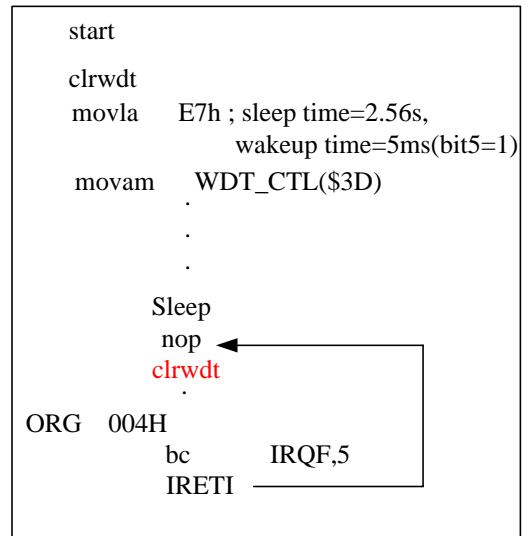 start
clrwdt
movla E7h ; sleep time=2.56s,
wakeup time=5ms(bit5=1)
movam WDT_CTL($3D)
.
.
.
Sleep
nop
clrwdt
.
ORG 004H
bc IRQF,5
IRETI